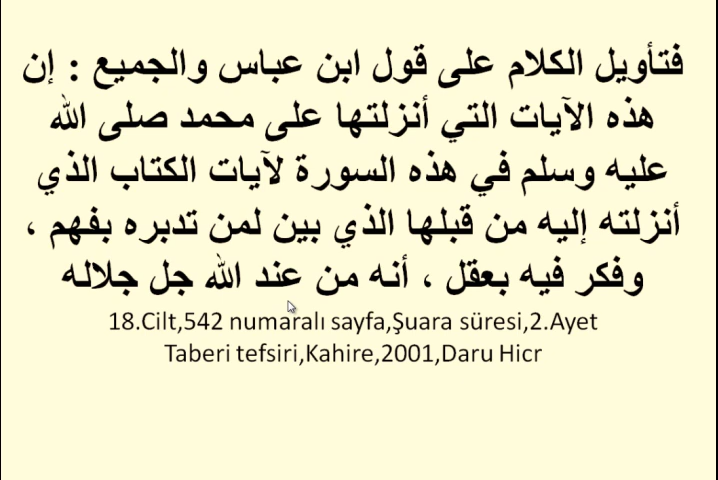 فتأويل الكلام على قول ابن عباس والجميع : إن
هذه الآيات التي أنزلتها على محمد صلى الله
عليه وسلم في هذه السورة لآيات الكتاب الذي
أنزلته إليه من قبلها الذي بين لمن تدبره بفهم ،
وفكر فيه بعقل ، أنه من عند الله جل جلاله
18.Cilt,542 numaralı sayfa,Şuara süresi,2.Ayet
Taberi tefsiri,Kahire,2001,Daru Hicr